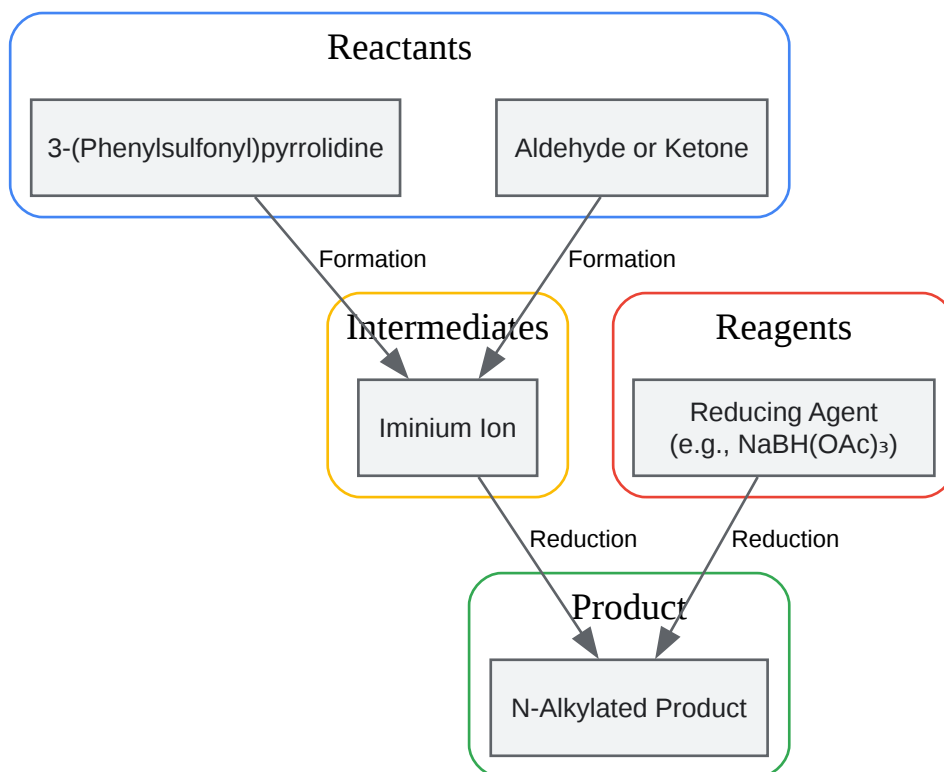 Reactants
3-(Phenylsulfonyl)pyrrolidine
Aldehyde or Ketone
Formation
Formation
Intermediates
Reagents
Iminium Ion
Reducing Agent
(e.g., NaBH(OAc)₃)
Reduction
Reduction
Product
N-Alkylated Product